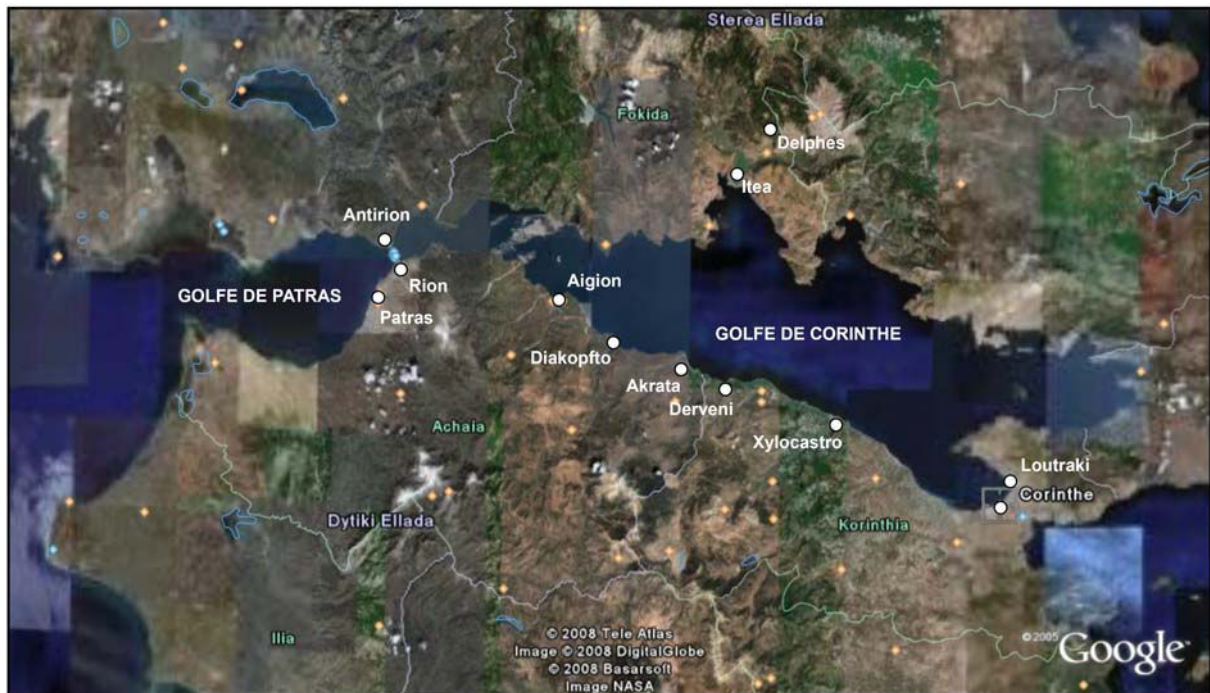 Sterea Ellada
Fokida
Delphes
Itea
Antirion
Rion
GOLFE DE PATRAS
Patras
Aigion
GOLFE DE CORINTHE
Diakopfto
Akrata
Derveni
Achaia
Xylocastro
Loutraki
Corinthe
Dytiki Ellada
Korinthia
Ilia
© 2008 Tele Atlas
Image © 2008 DigitalGlobe
© 2008 Basarsoft
Image NASA
© 2005 Google™